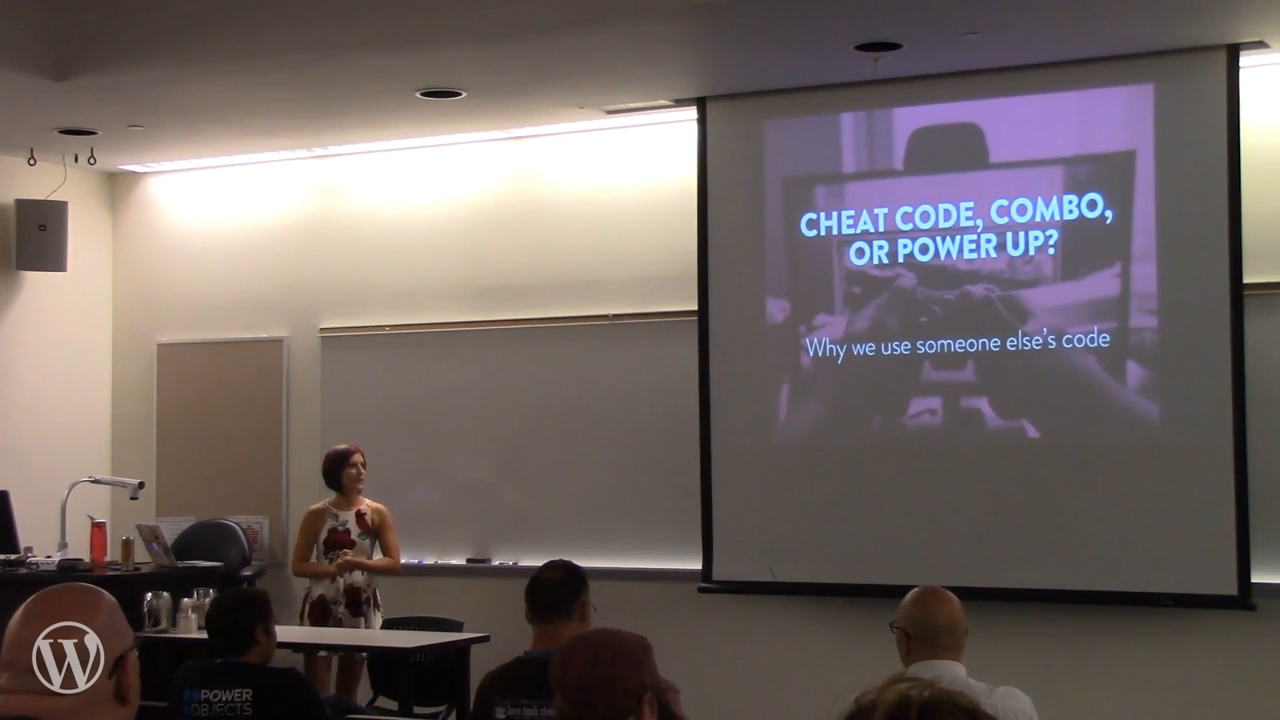 CHEAT CODE, COMBO,
OR POWER UP?
Why we use someone else's code
POWER
OBJECTS